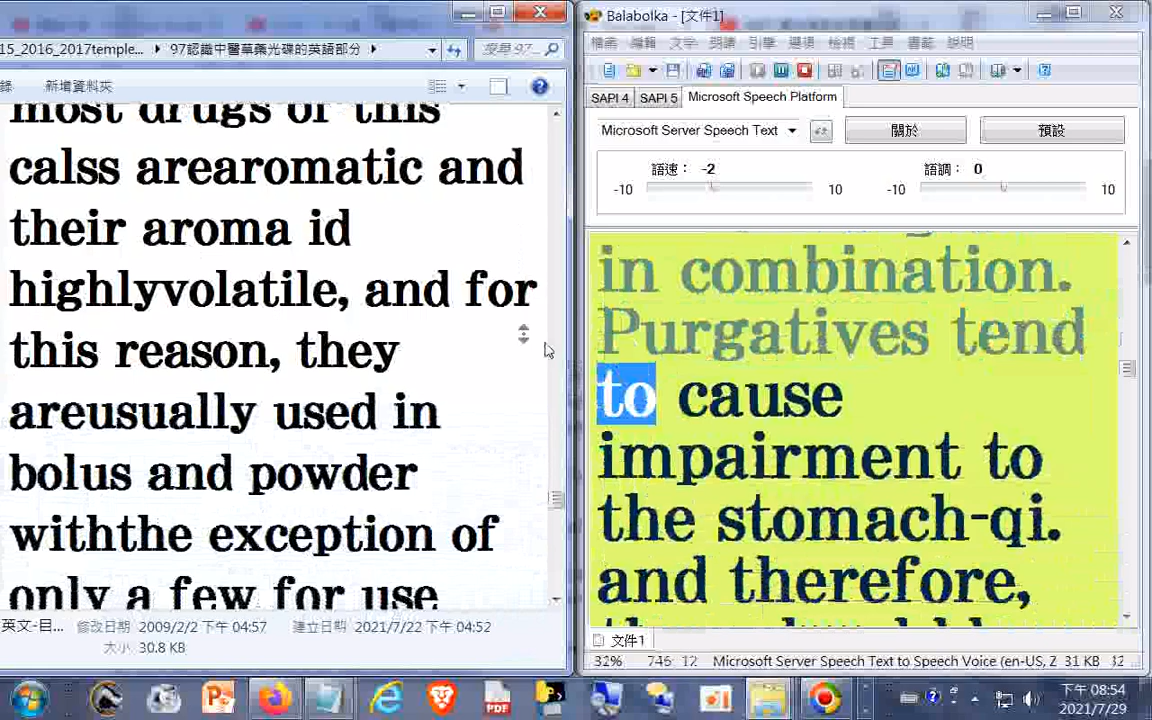 15_2016_2017temple... 97認識中醫草藥光碟的英語部分 搜尋 97...
錄 新增資料夾
most drugs of this
calss arearomatic and
their aroma id
highlyvolatile, and for
this reason, they
areusually used in
bolus and powder
withthe exception of
only a few for use
英文-目... 修改日期 2009/2/2 下午 04:57 建立日期 2021/7/22 下午 04:52
大小 30.8 KB
Balabolka - [文件1]
檔案 編輯 文字 朗讀 引擎 選項 檢視 工具 書籤 說明
SAPI 4 SAPI 5 Microsoft Speech Platform
Microsoft Server Speech Text 關於 預設
語速： -2 語調： 0
-10 10 -10 10
in combination.
Purgatives tend
to cause
impairment to
the stomach-qi.
and therefore,
文件1
32% 746: 12 Microsoft Server Speech Text to Speech Voice (en-US, Z 31 KB
PDF
下午 08:54
2021/7/29